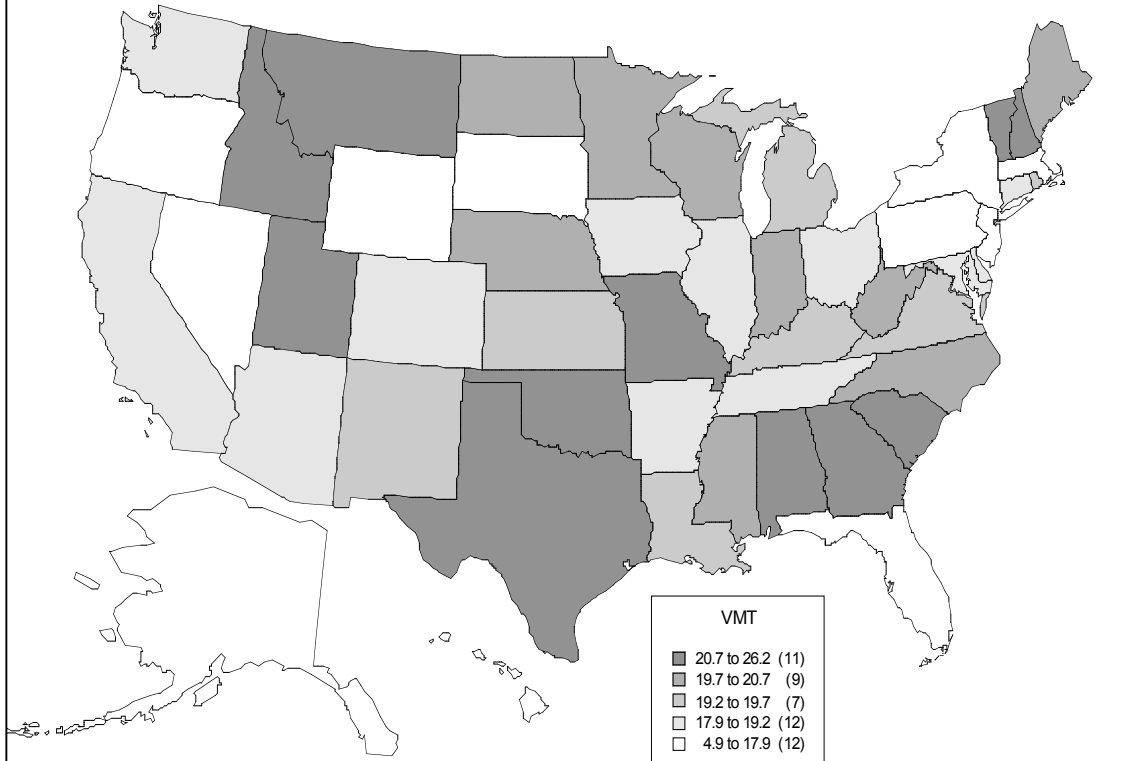 VMT
20.7 to 26.2 (11)
19.7 to 20.7 (9)
19.2 to 19.7 (7)
17.9 to 19.2 (12)
4.9 to 17.9 (12)